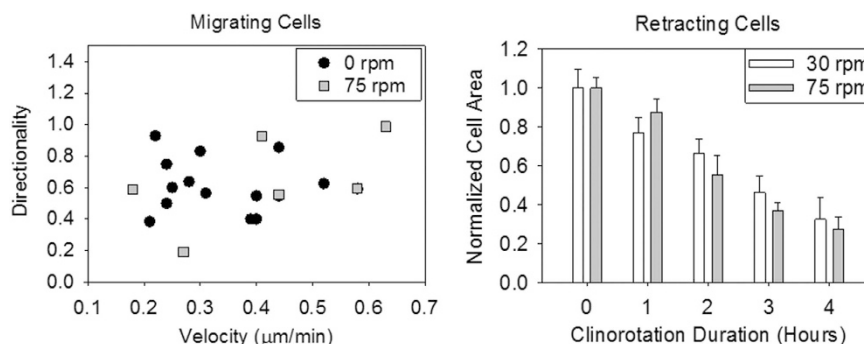 Migrating Cells
1.4
1.2
1.0
0.8
0.6
0.4
0.2
0.0
Directionality
0 rpm
75 rpm
0.1 0.2 0.3 0.4 0.5 0.6 0.7
Velocity (μm/min)
Retracting Cells
1.2
1.0
0.8
0.6
0.4
0.2
0.0
Normalized Cell Area
30 rpm
75 rpm
0 1 2 3 4
Clinorotation Duration (Hours)